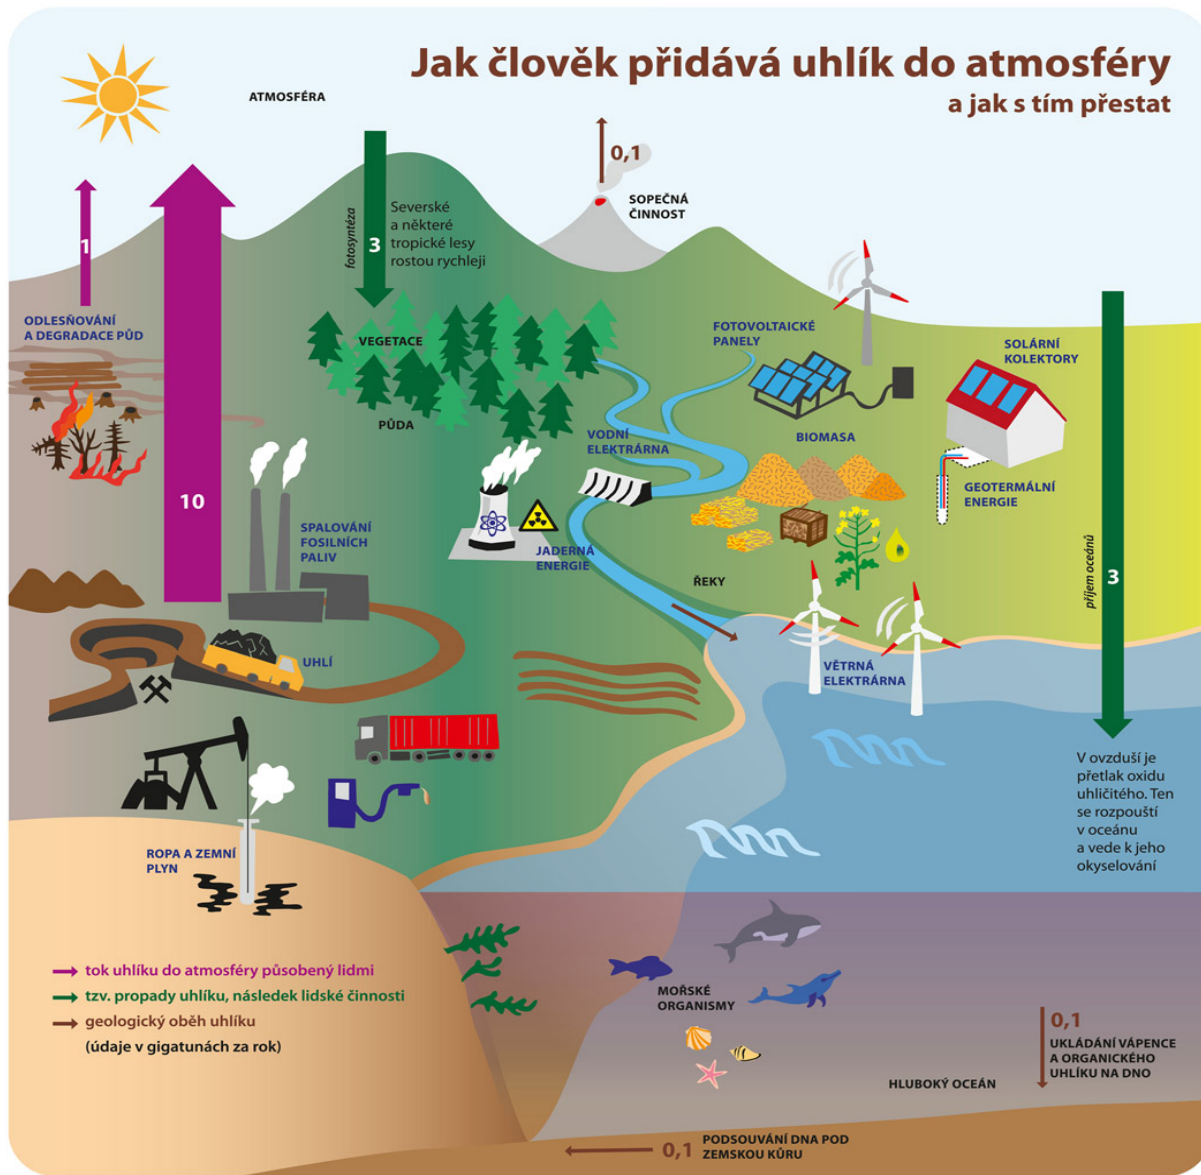 Jak člověk přidává uhlík do atmosféry
a jak s tím přestat
ATMOSFÉRA
0,1
SOPEČNÁ
ČINNOST
1
ODLESŇOVÁNÍ
A DEGRADACE PŮD
10
fotosyntéza
3
Severské
a některé
tropické lesy
rostou rychleji
VEGETACE
PŮDA
FOTOVOLTAICKÉ
PANELY
SOLÁRNÍ
KOLEKTORY
VODNÍ
ELEKTRÁRNA
BIOMASA
GEOTERMÁLNÍ
ENERGIE
SPALOVÁNÍ
FOSILNÍCH
PALIV
JADERNÁ
ENERGIE
ŘEKY
příjem oceánů
3
UHLÍ
VĚTRNÁ
ELEKTRÁRNA
V ovzduší je
přetlak oxidu
uhličitého. Ten
se rozpouští
v oceánu
a vede k jeho
okyselování
ROPA A ZEMNÍ
PLYN
tok uhlíku do atmosféry působený lidmi
tzv. propady uhlíku, následek lidské činnosti
geologický oběh uhlíku
(údaje v gigatunách za rok)
MOŘSKÉ
ORGANISMY
0,1
UKLÁDÁNÍ VÁPENCE
A ORGANICKÉHO
UHLÍKU NA DNO
HLUBOKÝ OCEÁN
0,1
PODSOUVÁNÍ DNA POD
ZEMSKOU KŮRU